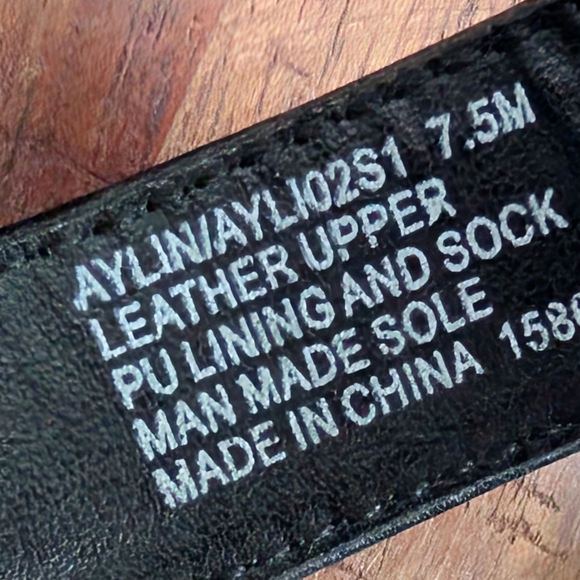 AYLIN/AYLI02S1 7.5M
LEATHER UPPER
PU LINING AND SOCK
MAN MADE SOLE
MADE IN CHINA